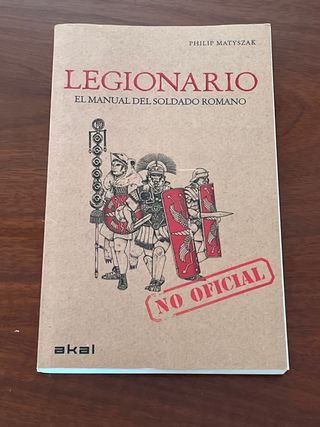 PHILIP MATYSZAK
LEGIONARIO
EL MANUAL DEL SOLDADO ROMANO
NO OFICIAL
akal